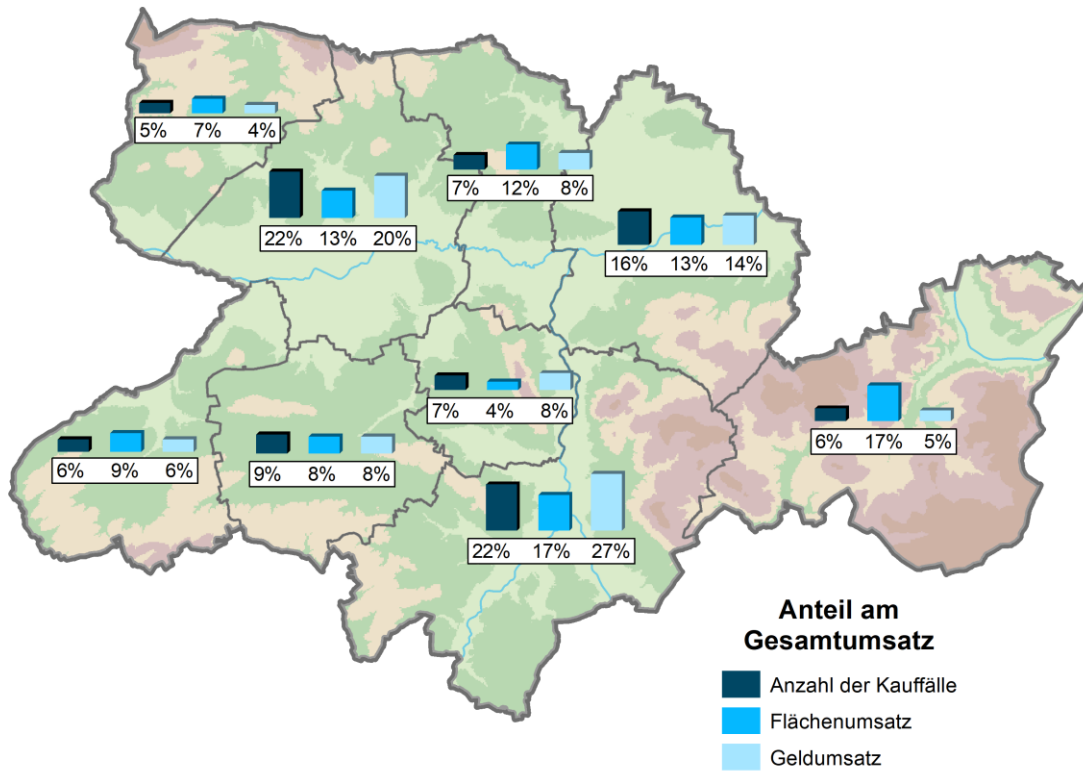 5% 7% 4%
7% 12% 8%
22% 13% 20%
16% 13% 14%
7% 4% 8%
6% 17% 5%
6% 9% 6%
9% 8% 8%
22% 17% 27%
Anteil am
Gesamtumsatz
Anzahl der Kauffälle
Flächenumsatz
Geldumsatz